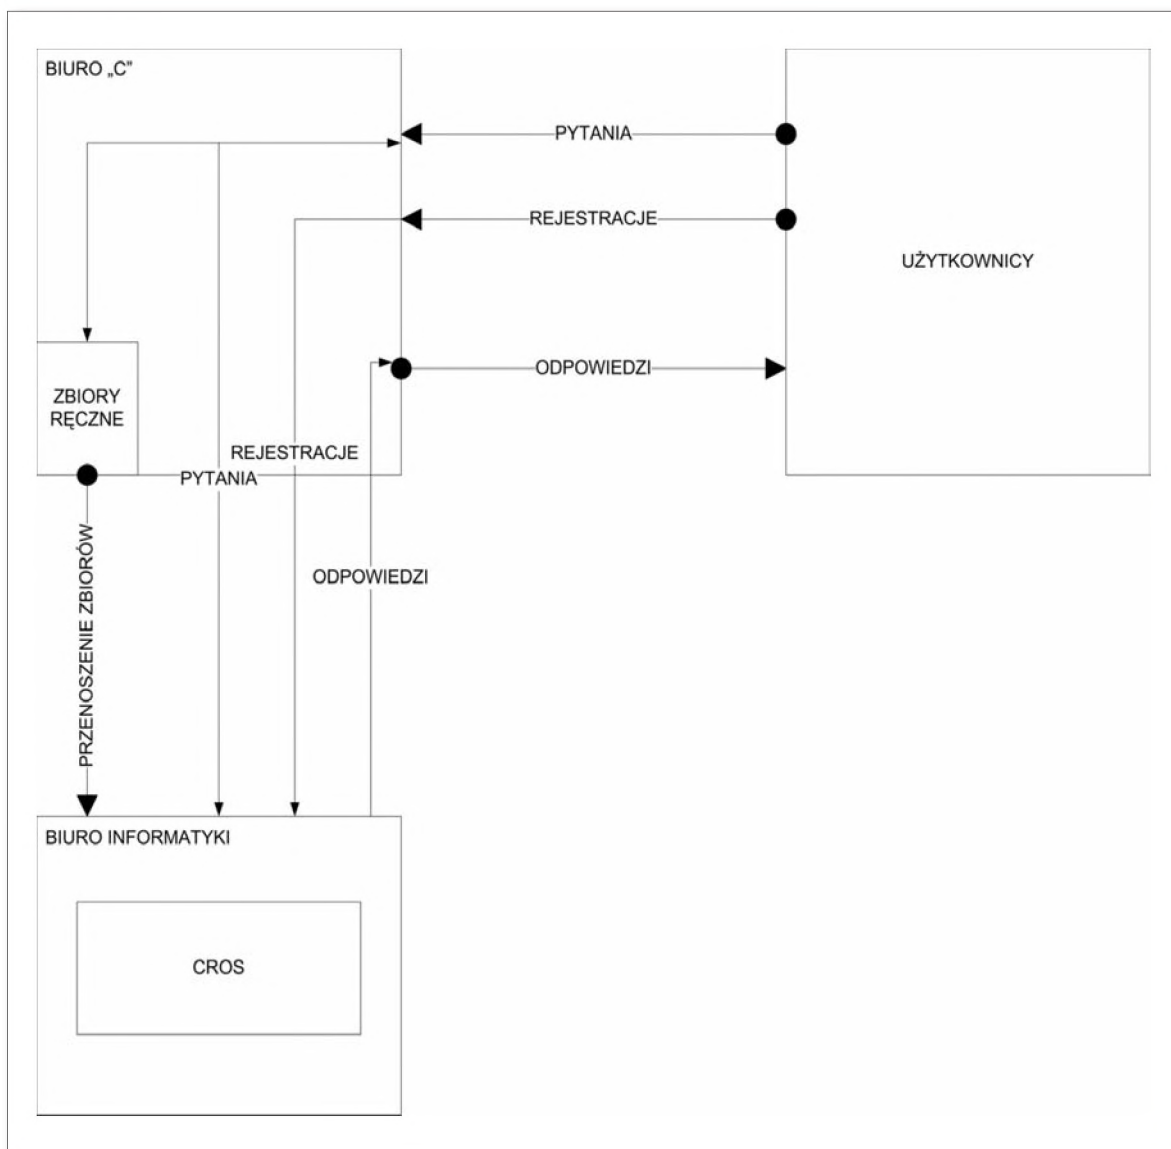 BIURO „C”
PYTANIA
REJESTRACJE
UŻYTKOWNICY
ODPOWIEDZI
ZBIORY
RĘCZNE
REJESTRACJE
PYTANIA
PRZENOSZENIE ZBIORÓW
ODPOWIEDZI
BIURO INFORMATYKI
CROS